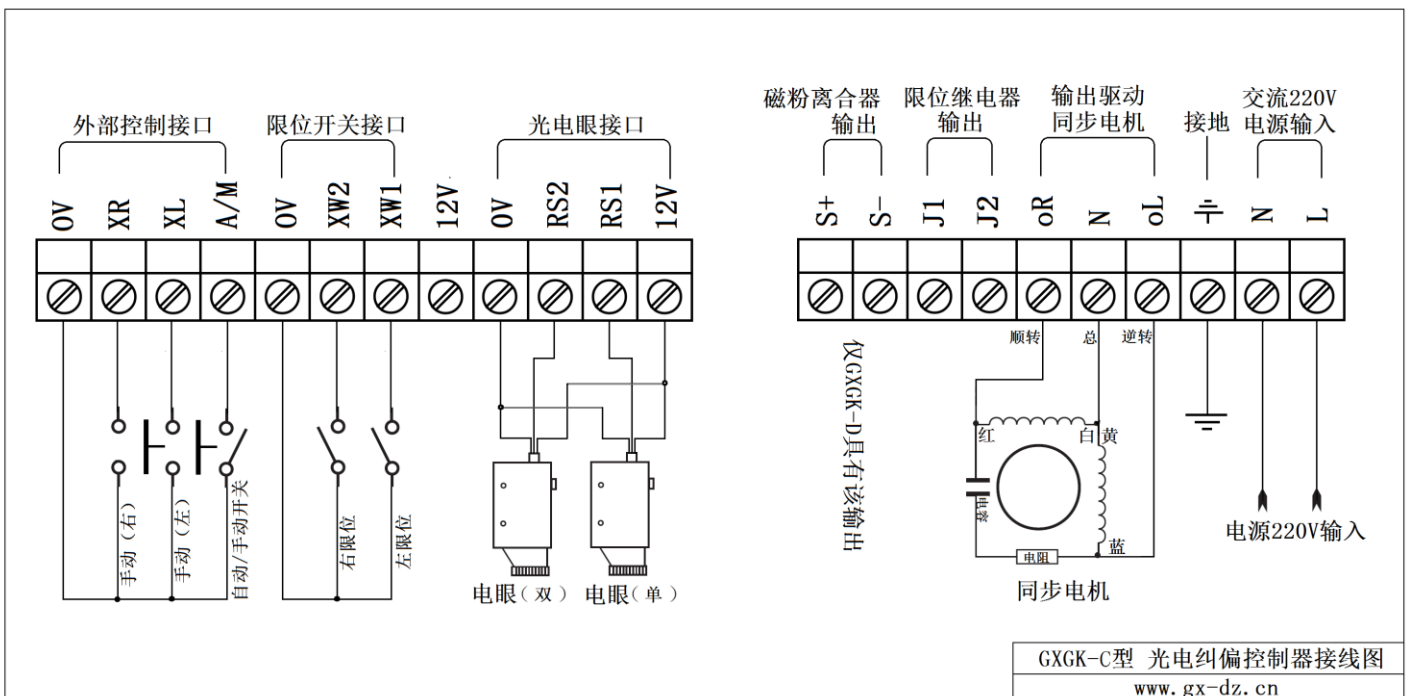 外部控制接口
限位开关接口
光电眼接口
磁粉离合器
输出
限位继电器
输出
输出驱动
同步电机
接地
交流220V
电源输入
0V
XR
XL
A/M
0V
XW2
XW1
12V
0V
RS2
RS1
12V
S+
S-
J1
J2
oR
N
oL
N
L
手动（右）
手动（左）
自动/手动开关
右限位
左限位
电眼（双）
电眼（单）
仅GXGK-D具有该输出
顺转
总
逆转
红
白
黄
电容
电阻
蓝
同步电机
电源220V输入
GXGK-C型 光电纠偏控制器接线图
www.gx-dz.cn